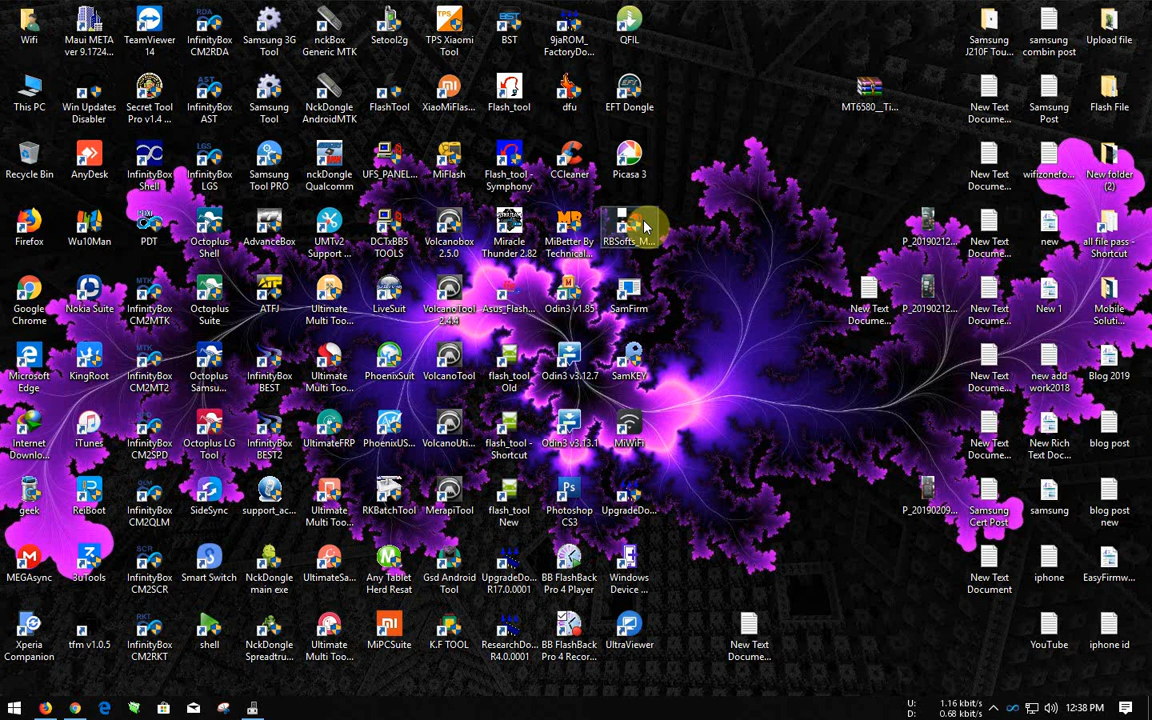 Wifi
Maui META
ver 9.1724...
TeamViewer
14
InfinityBox
CM2RDA
Samsung 3G
Tool
nckBox
Generic MTK
Setool2g
TPS Xiaomi
Tool
BST
9jaROM_
FactoryDo...
QFIL
Samsung
J210F Tou...
samsung
combin post
Upload file
This PC
Win Updates
Disabler
Secret Tool
Pro v1.4 ...
InfinityBox
AST
Samsung
Tool
NckDongle
AndroidMTK
FlashTool
XiaoMiFlas...
Flash_tool
dfu
EFT Dongle
MT6580__Ti...
New Text
Docume...
Samsung
Post
Flash File
Recycle Bin
AnyDesk
InfinityBox
Shell
InfinityBox
LGS
Samsung
Tool PRO
nckDongle
Qualcomm
UFS_PANEL...
MiFlash
Flash_tool -
Symphony
CCleaner
Picasa 3
New Text
Docume...
wifizonefo...
New folder
(2)
Firefox
Wu10Man
PDT
Octoplus
Shell
AdvanceBox
UMTv2
Support ...
DCTxBB5
TOOLS
Volcanobox
2.5.0
Miracle
Thunder 2.82
MiBetter By
Technical...
RBSofts_M...
P_20190212...
New Text
Docume...
new
all file pass -
Shortcut
Google
Chrome
Nokia Suite
InfinityBox
CM2MTK
Octoplus
Suite
ATFJ
Ultimate
Multi Too...
LiveSuit
VolcanoTool
2.4.4
Asus_Flash...
Odin3 v1.85
SamFirm
New Text
Docume...
P_20190212...
New Text
Docume...
New 1
Mobile
Soluti...
Microsoft
Edge
KingRoot
InfinityBox
CM2MT2
Octoplus
Samsu...
InfinityBox
BEST
Ultimate
Multi Too...
PhoenixSuit
VolcanoTool
flash_tool
Old
Odin3 v3.12.7
SamKEY
New Text
Docume...
new add
work2018
Blog 2019
Internet
Downlo...
iTunes
InfinityBox
CM2SPD
Octoplus LG
Tool
InfinityBox
BEST2
UltimateFRP
PhoenixUS...
VolcanoUti...
flash_tool -
Shortcut
Odin3 v3.13.1
MiWiFi
New Text
Docume...
New Rich
Text Doc...
blog post
geek
ReiBoot
InfinityBox
CM2QLM
SideSync
support_ac...
Ultimate
Multi Too...
RKBatchTool
MerapiTool
flash_tool
New
Photoshop
CS3
UpgradeDo...
P_20190209...
Samsung
Cert Post
samsung
blog post
new
MEGAsync
3uTools
InfinityBox
CM2SCR
Smart Switch
NckDongle
main exe
UltimateSa...
Any Tablet
Herd Resat
Gsd Android
Tool
UpgradeDo...
R17.0.0001
BB FlashBack
Pro 4 Player
Windows
Device ...
New Text
Document
iphone
EasyFirmw...
Xperia
Companion
tfm v1.0.5
InfinityBox
CM2RKT
shell
NckDongle
Spreadtru...
Ultimate
Multi Too...
MiPCSuite
K.F TOOL
ResearchDo...
R4.0.0001
BB FlashBack
Pro 4 Recor...
UltraViewer
New Text
Docume...
YouTube
iphone id
U: 1.16 kbit/s
D: 0.68 kbit/s
12:38 PM